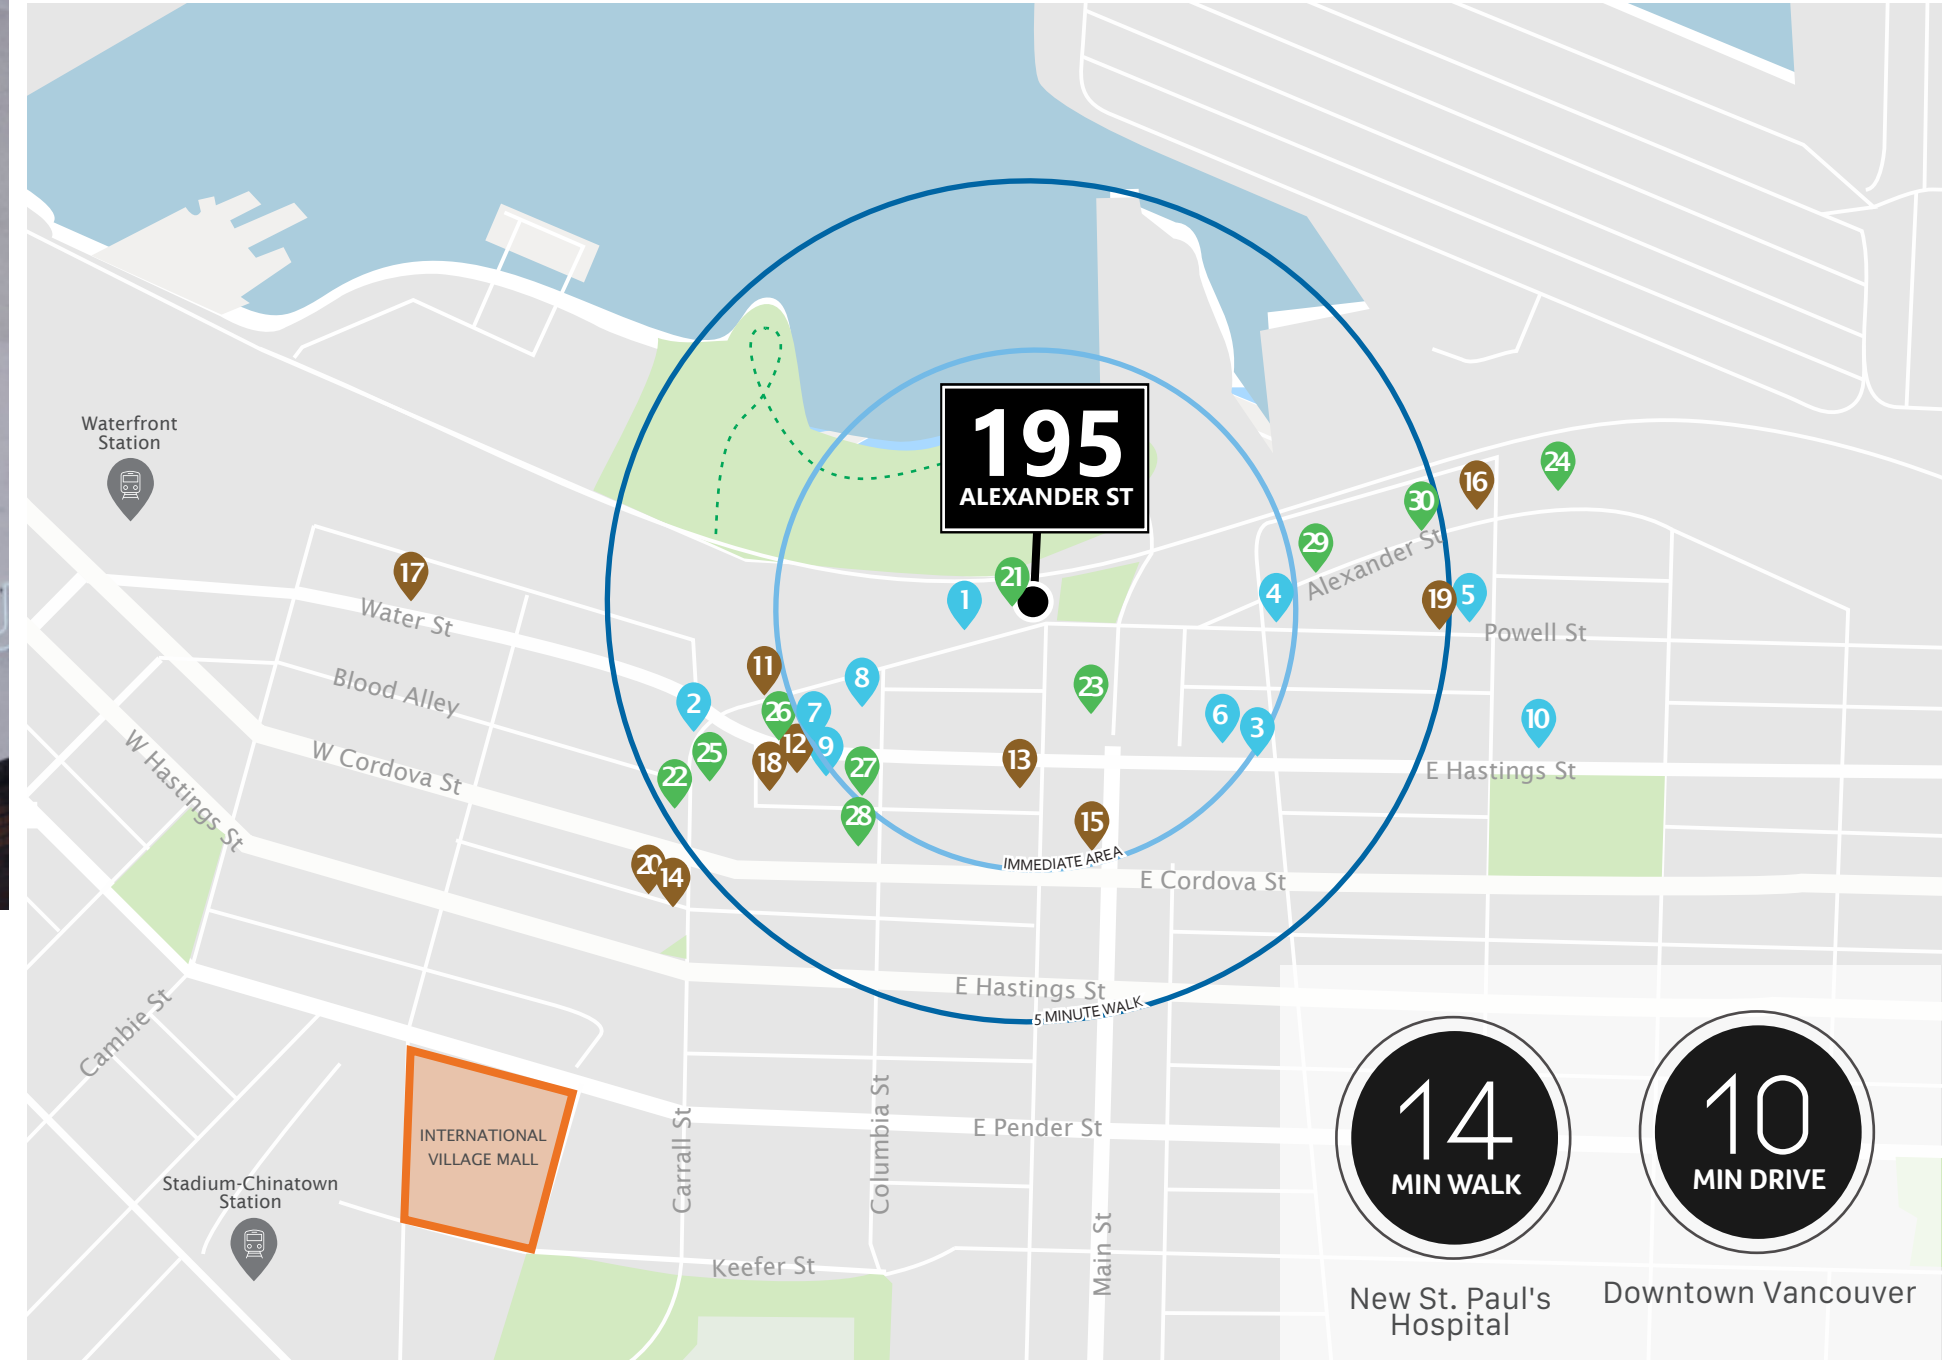 195
ALEXANDER ST
Waterfront
Station
24
16
30
29
Alexander St
21
17
1
4
19
5
Water St
Powell St
11
8
23
Blood Alley
2
26
7
6
3
10
12
9
25
18
27
13
E Hastings St
W Hastings St
W Cordova St
22
28
15
IMMEDIATE AREA
20
14
E Cordova St
E Hastings St
5 MINUTE WALK
Cambie St
INTERNATIONAL
VILLAGE MALL
Carrall St
Columbia St
E Pender St
Main St
Stadium-Chinatown
Station
Keefer St
14
MIN WALK
New St. Paul's
Hospital
10
MIN DRIVE
Downtown Vancouver